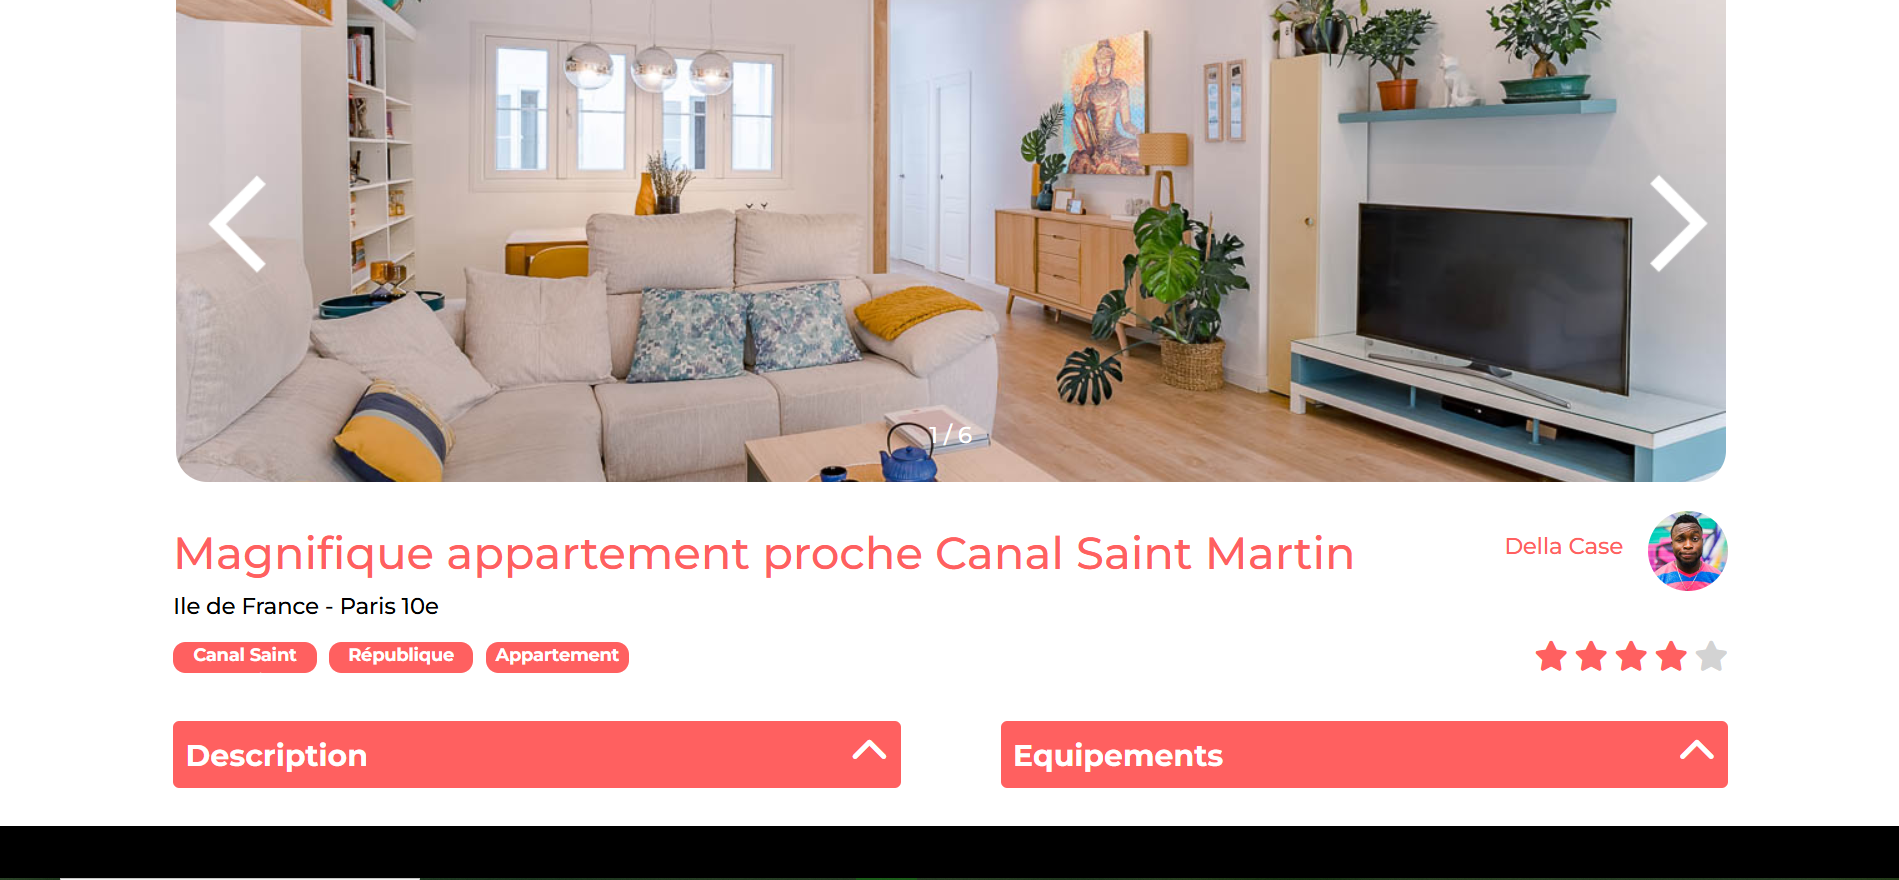 1 / 6
Magnifique appartement proche Canal Saint Martin
Della Case
Ile de France - Paris 10e
Canal Saint
République
Appartement
Description
Equipements